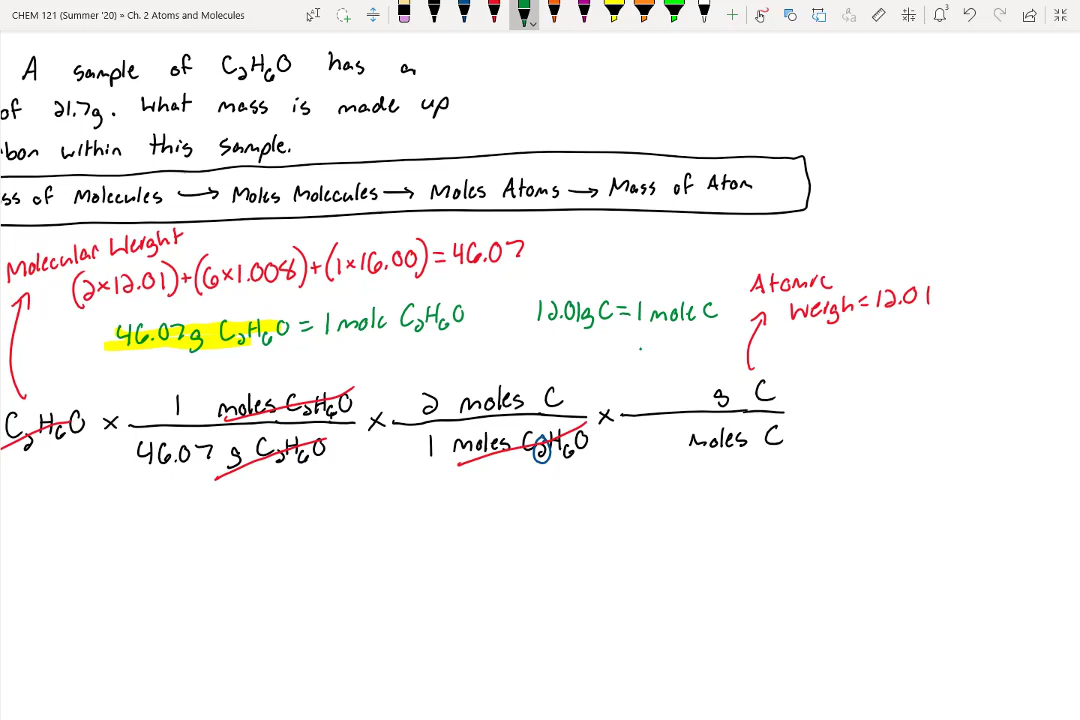 CHEM 121 (Summer '20) » Ch. 2 Atoms and Molecules
A sample of C₂H₆O has a
of 21.7g. What mass is made up
bon within this sample.
ss of Molecules → Moles Molecules → Moles Atoms → Mass of Atom
Molecular Weight
(2×12.01)+(6×1.008)+(1×16.00)=46.07
Atomic
Weigh=12.01
46.07g C₂H₆O = 1 mole C₂H₆O 12.01g C = 1 mole C
C₂H₆O × 1 moles C₂H₆O / 46.07 g C₂H₆O × 2 moles C / 1 moles C₂H₆O × g C / moles C